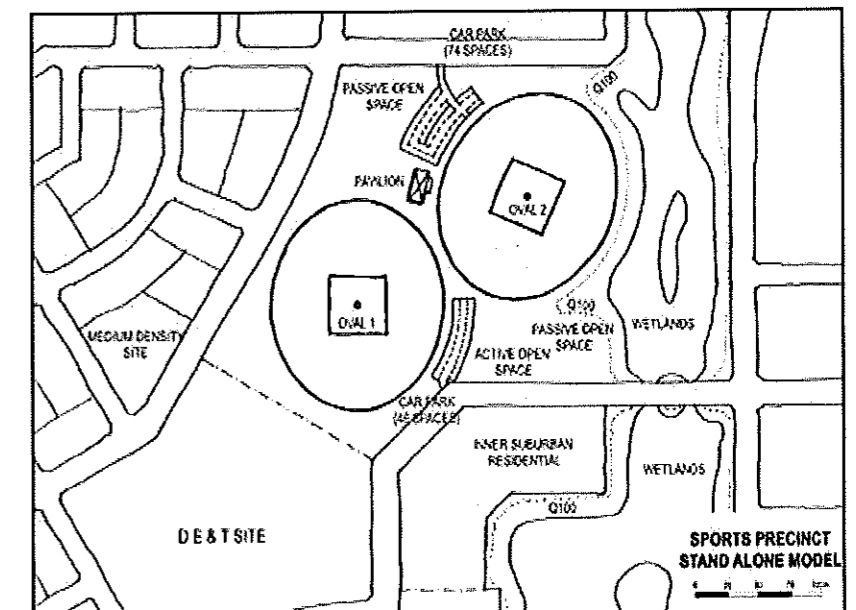 CAR PARK
(74 SPACES)
PASSIVE OPEN
SPACE
Q100
PAVILION
OVAL 2
OVAL 1
Q100
PASSIVE OPEN
SPACE
WETLANDS
MEDIUM DENSITY
SITE
ACTIVE OPEN
SPACE
CAR PARK
INNER SUBURBAN
RESIDENTIAL
WETLANDS
Q100
D E & T SITE
SPORTS PRECINCT
STAND ALONE MODEL